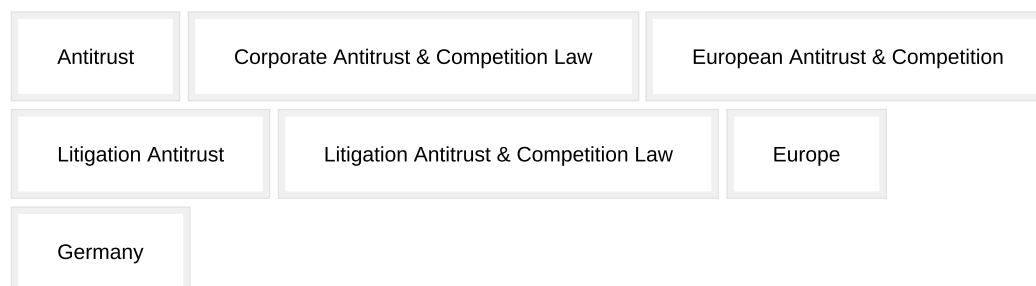 Antitrust Corporate Antitrust & Competition Law European Antitrust & Competition
Litigation Antitrust Litigation Antitrust & Competition Law Europe
Germany